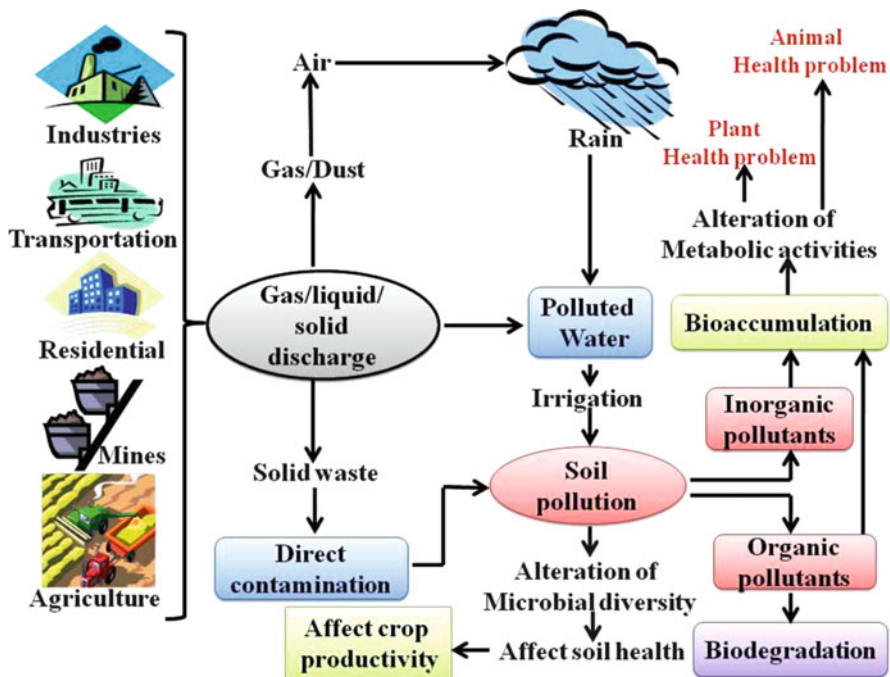 Industries
Transportation
Residential
Mines
Agriculture
Air
Gas/Dust
Gas/liquid/
solid
discharge
Solid waste
Direct
contamination
Rain
Polluted
Water
Irrigation
Soil
pollution
Alteration of
Microbial diversity
Affect soil health
Affect crop
productivity
Animal
Health problem
Plant
Health problem
Alteration of
Metabolic activities
Bioaccumulation
Inorganic
pollutants
Organic
pollutants
Biodegradation